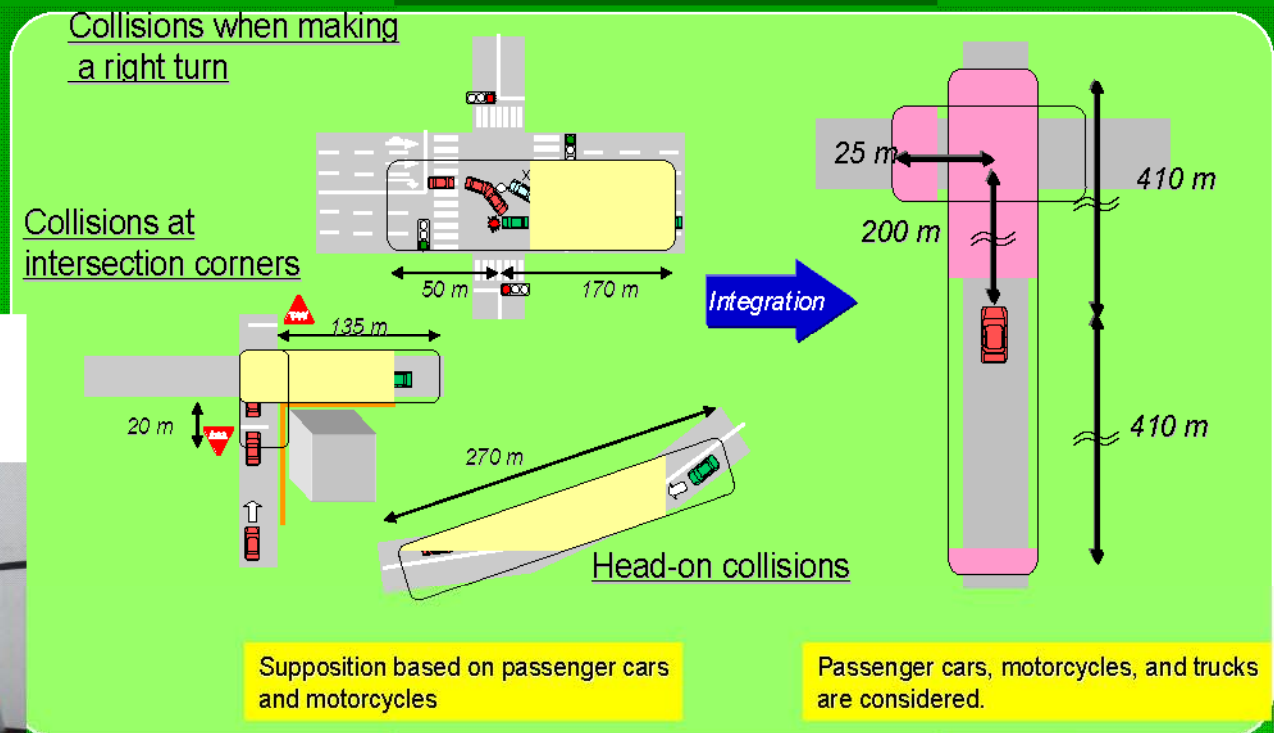 Collisions when making
a right turn
50 m
170 m
Collisions at
intersection corners
135 m
20 m
270 m
Head-on collisions
Integration
25 m
200 m
410 m
410 m
Supposition based on passenger cars
and motorcycles
Passenger cars, motorcycles, and trucks
are considered.